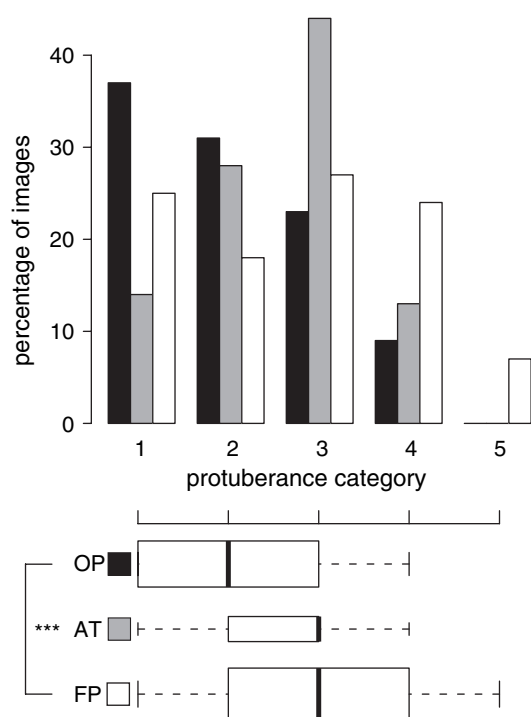 percentage of images
40
30
20
10
0
1 2 3 4 5
protuberance category
OP
*** AT
FP